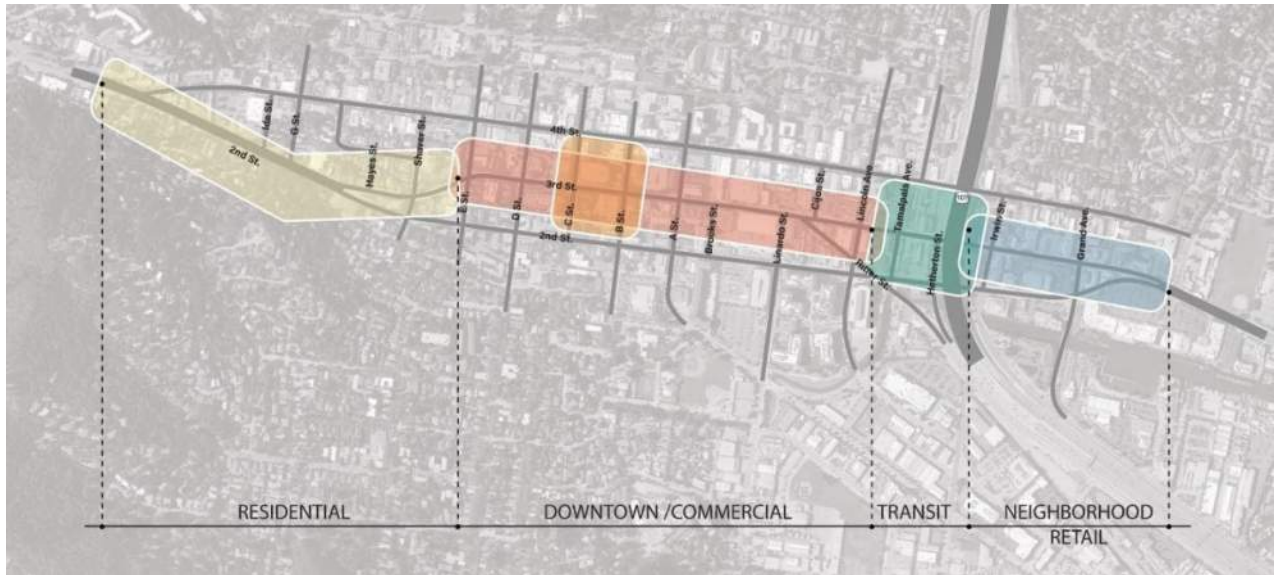 4th St.
Ida St.
G St.
2nd St.
Hayes St.
Shaver St.
3rd St.
E St.
D St.
C St.
B St.
2nd St.
A St.
Brooks St.
Cijos St.
Lincoln Ave.
Tamalpais Ave.
Ritter St.
Hetherton St.
Irwin St.
Grand Ave.
RESIDENTIAL
DOWNTOWN /COMMERCIAL
TRANSIT
NEIGHBORHOOD
RETAIL